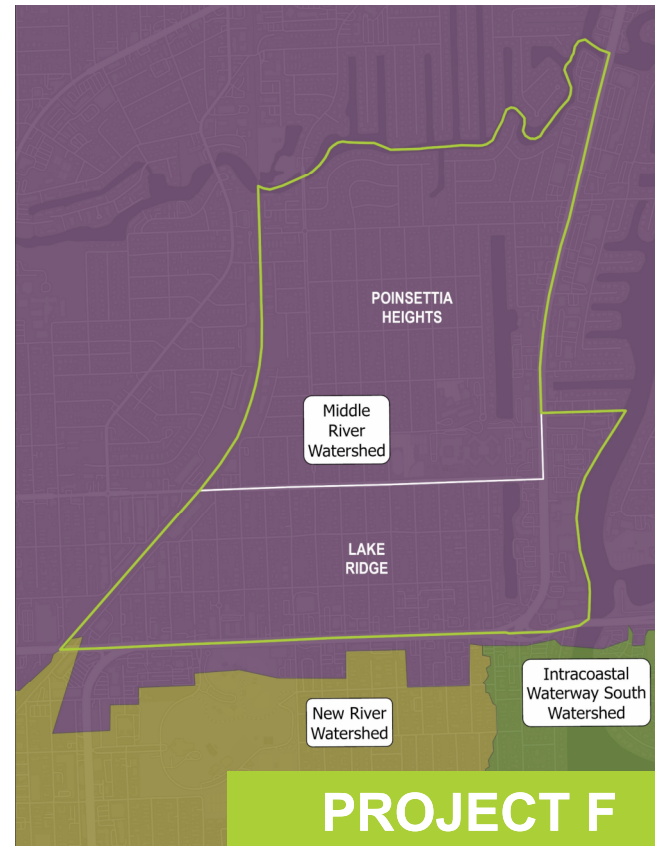 POINSETTIA
HEIGHTS
Middle
River
Watershed
LAKE
RIDGE
Intracoastal
Waterway South
Watershed
New River
Watershed
PROJECT F